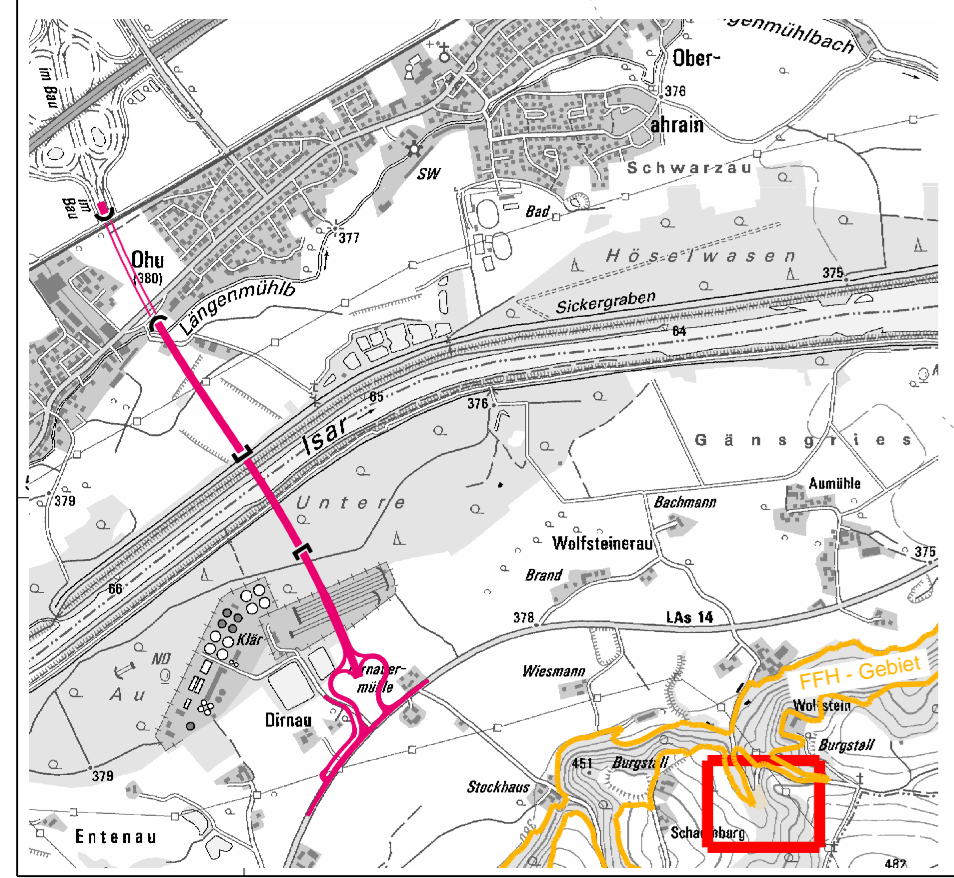 ngenmühlbach
Ober-
im Bau
376
ahrain
SW
Schwarzau
im Bau
Bad
377
Ohu
(380)
Höselwasen
375
Längenmühlb
Sickergraben
64
65
Isar
376
Gänsgries
379
Untere
Aumühle
Bachmann
Wolfsteinerau
375
Brand
66
378
LAs 14
Klär
ND
Au
Wiesmann
FFH - Gebiet
mühle
Dirnau
Wolfstein
Burgstall
451
Burgstall
379
Stockhaus
Entenau
Schaumburg
482